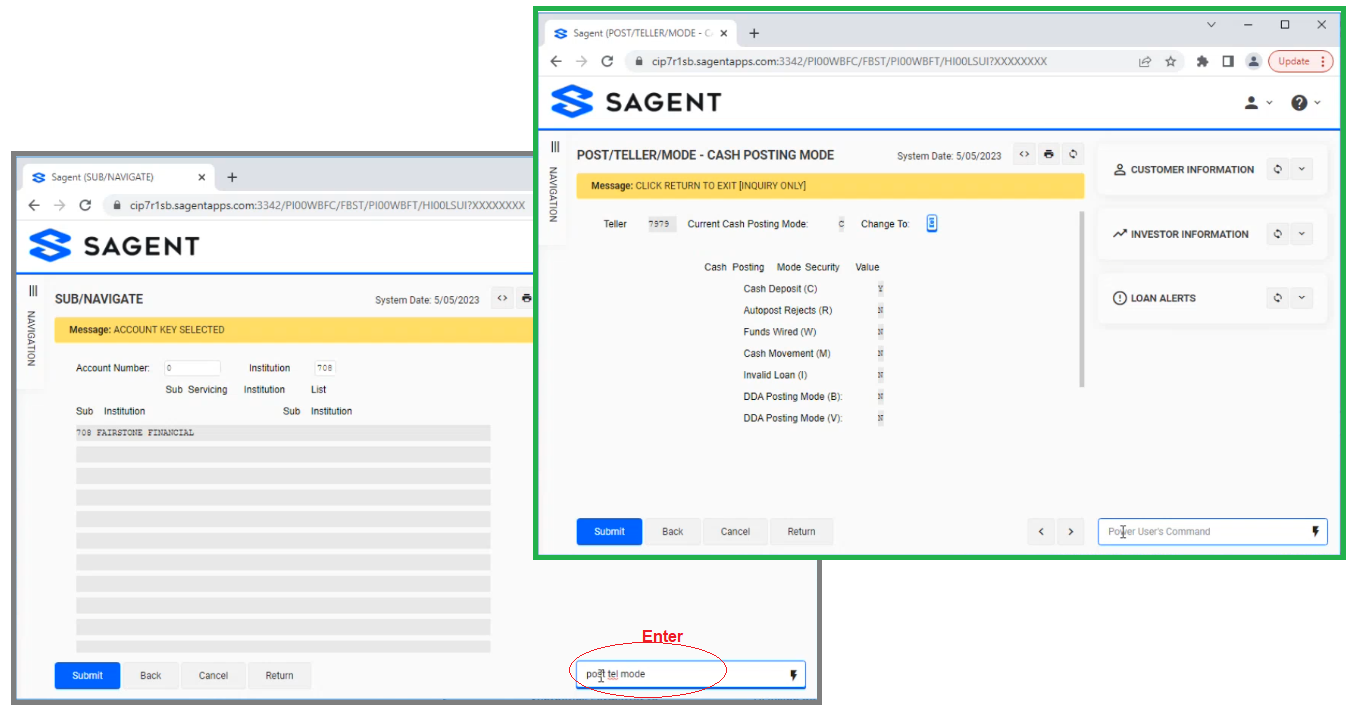 Sagent (SUB/NAVIGATE)
cip7r1sb.sagentapps.com:3342/PI00WBFC/FBST/PI00WBFT/HI00LSUI?XXXXXXXX
SAGENT
NAVIGATION
SUB/NAVIGATE
System Date: 5/05/2023
Message: ACCOUNT KEY SELECTED
Account Number: 0 Institution 708
Sub Servicing Institution List
Sub Institution Sub Institution
708 FAIRSTONE FINANCIAL
Submit Back Cancel Return
Enter
post tel mode
Sagent (POST/TELLER/MODE - CA
cip7r1sb.sagentapps.com:3342/PI00WBFC/FBST/PI00WBFT/HI00LSUI?XXXXXXXX
Update
SAGENT
NAVIGATION
POST/TELLER/MODE - CASH POSTING MODE
System Date: 5/05/2023
Message: CLICK RETURN TO EXIT [INQUIRY ONLY]
Teller 7979 Current Cash Posting Mode: C Change To:
Cash Posting Mode Security Value
Cash Deposit (C) Y
Autopost Rejects (R) N
Funds Wired (W) N
Cash Movement (M) N
Invalid Loan (I) N
DDA Posting Mode (B): N
DDA Posting Mode (V): N
CUSTOMER INFORMATION
INVESTOR INFORMATION
LOAN ALERTS
Submit Back Cancel Return
Power User's Command